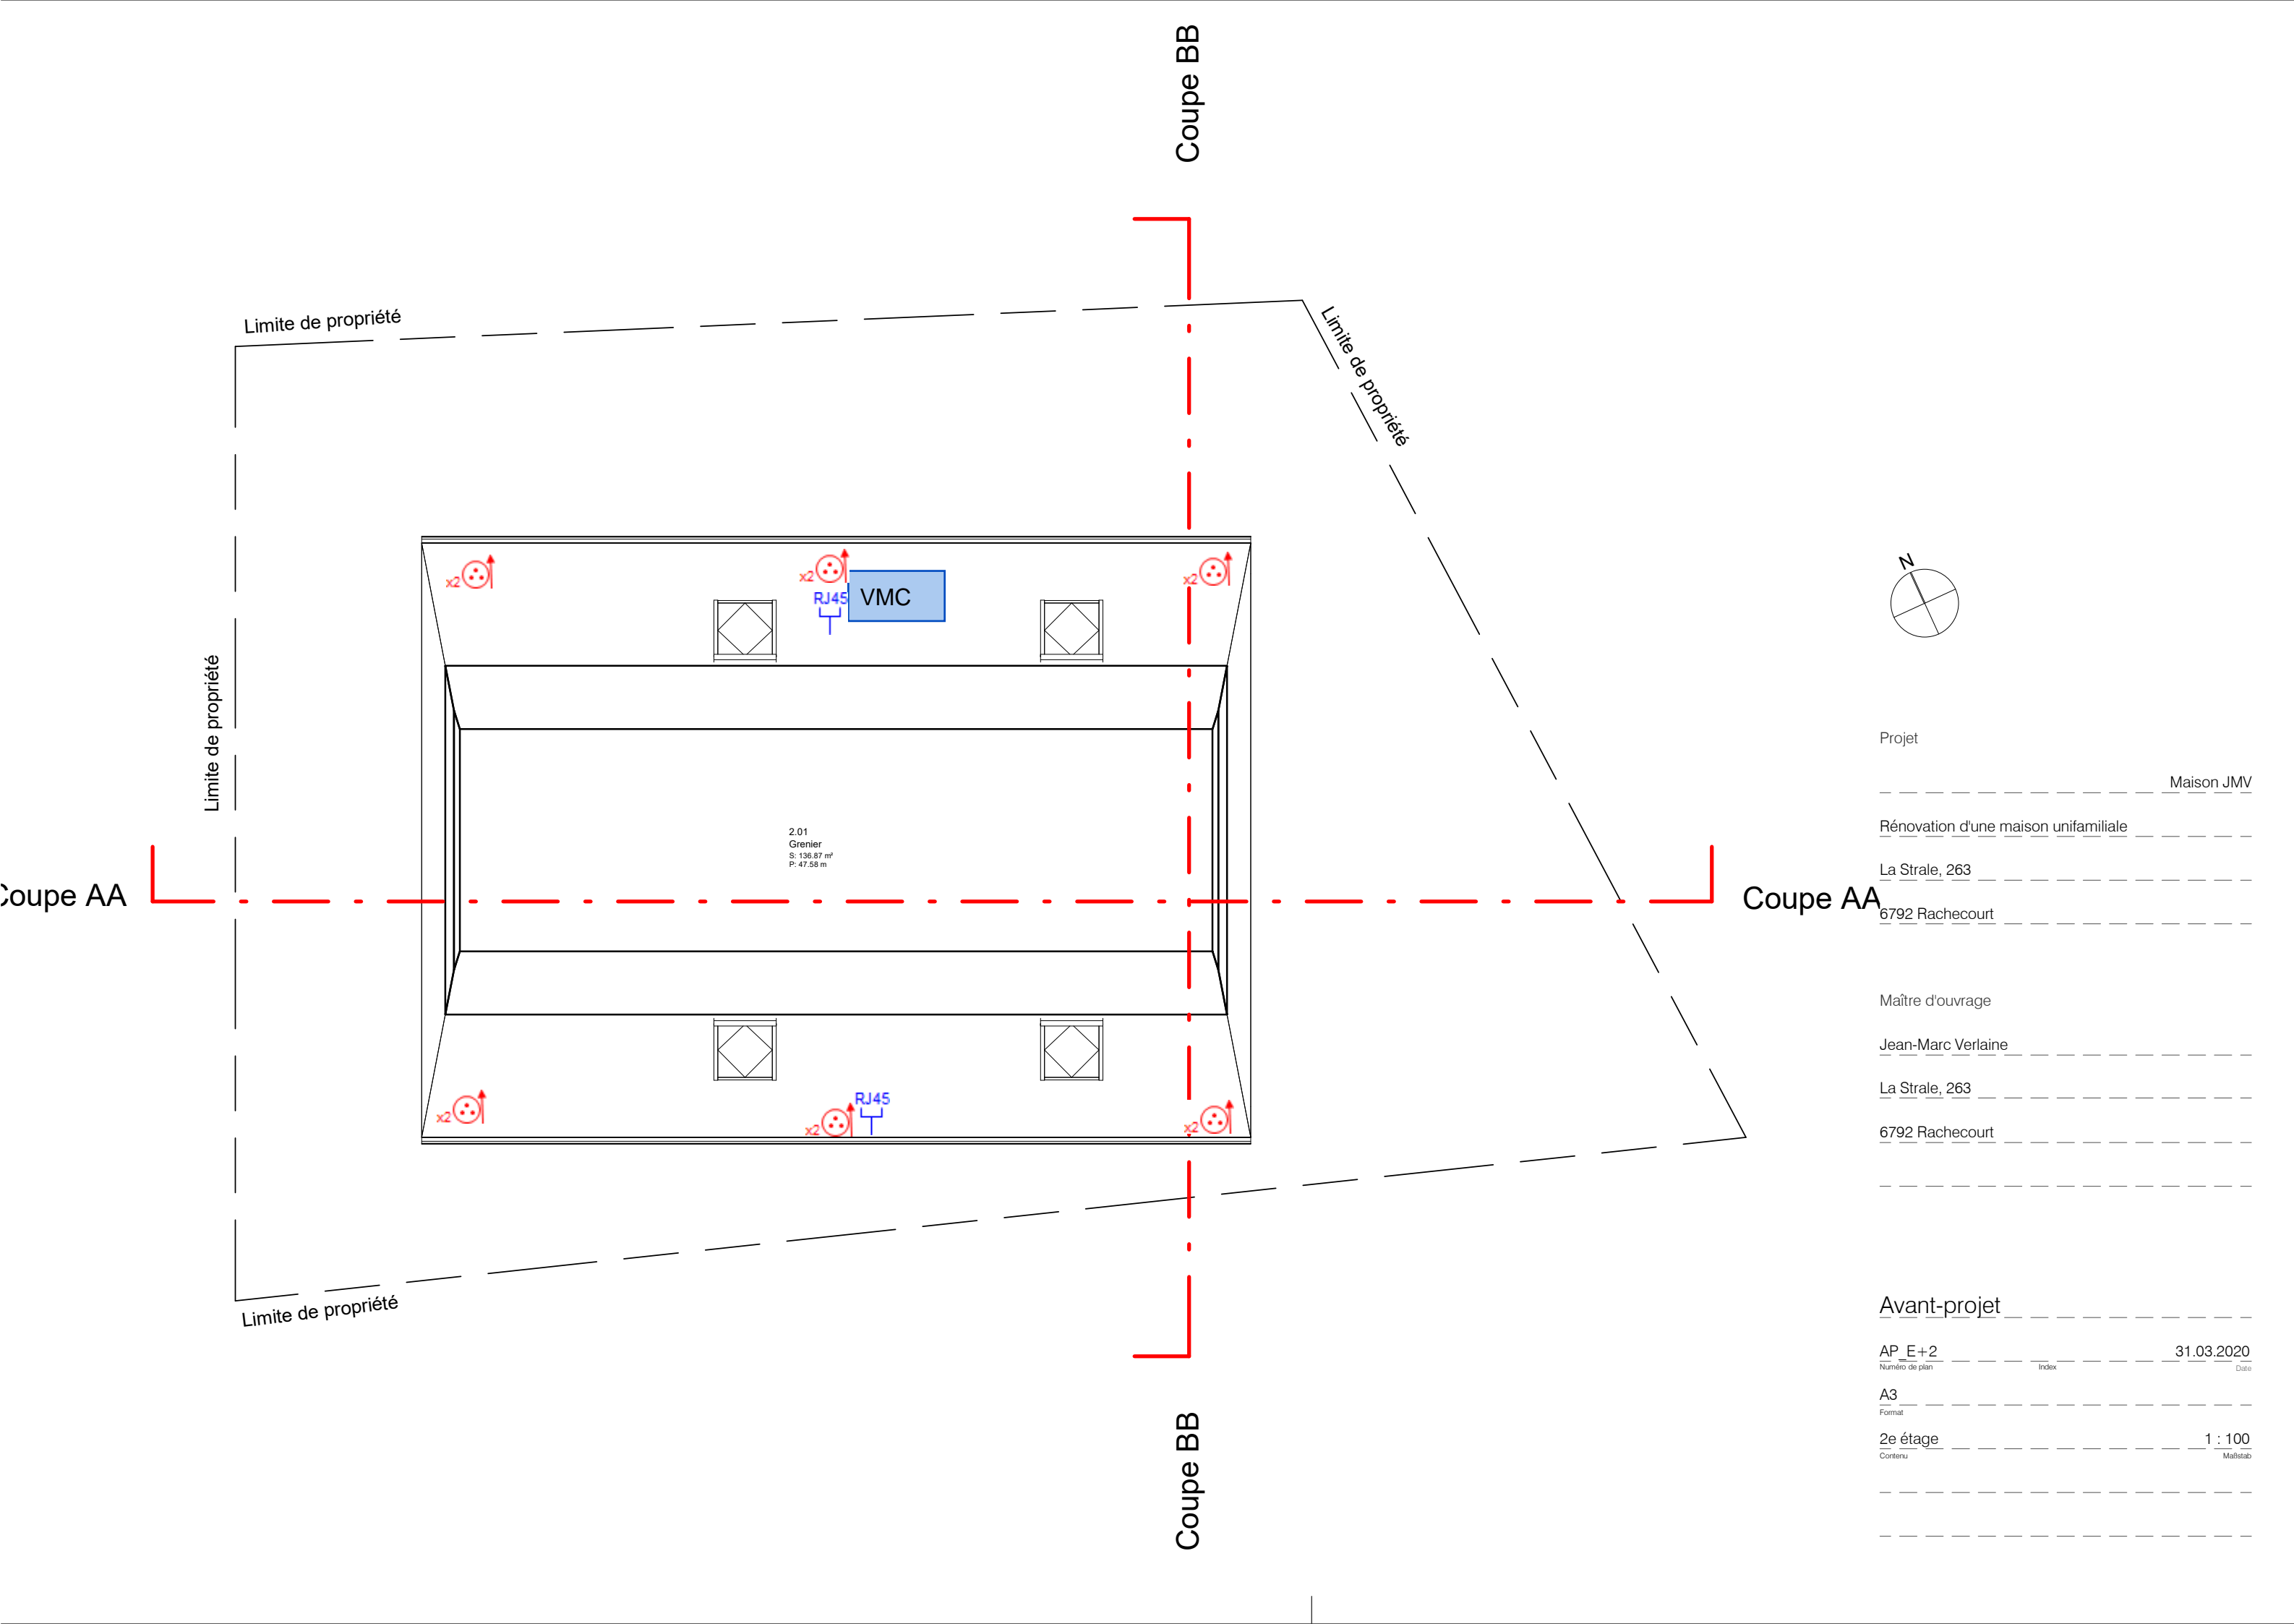 Coupe BB
Limite de propriété
Limite de propriété
Limite de propriété
x2
x2
RJ45
VMC
x2
N
2.01
Grenier
S: 136.87 m²
P: 47.58 m
Coupe AA
Coupe AA
x2
x2
RJ45
x2
Limite de propriété
Coupe BB
Projet
Maison JMV
Rénovation d'une maison unifamiliale
La Strale, 263
6792 Rachecourt
Maître d'ouvrage
Jean-Marc Verlaine
La Strale, 263
6792 Rachecourt
Avant-projet
AP_E+2 31.03.2020
Numéro de plan Index Date
A3
Format
2e étage 1 : 100
Contenu Maßstab